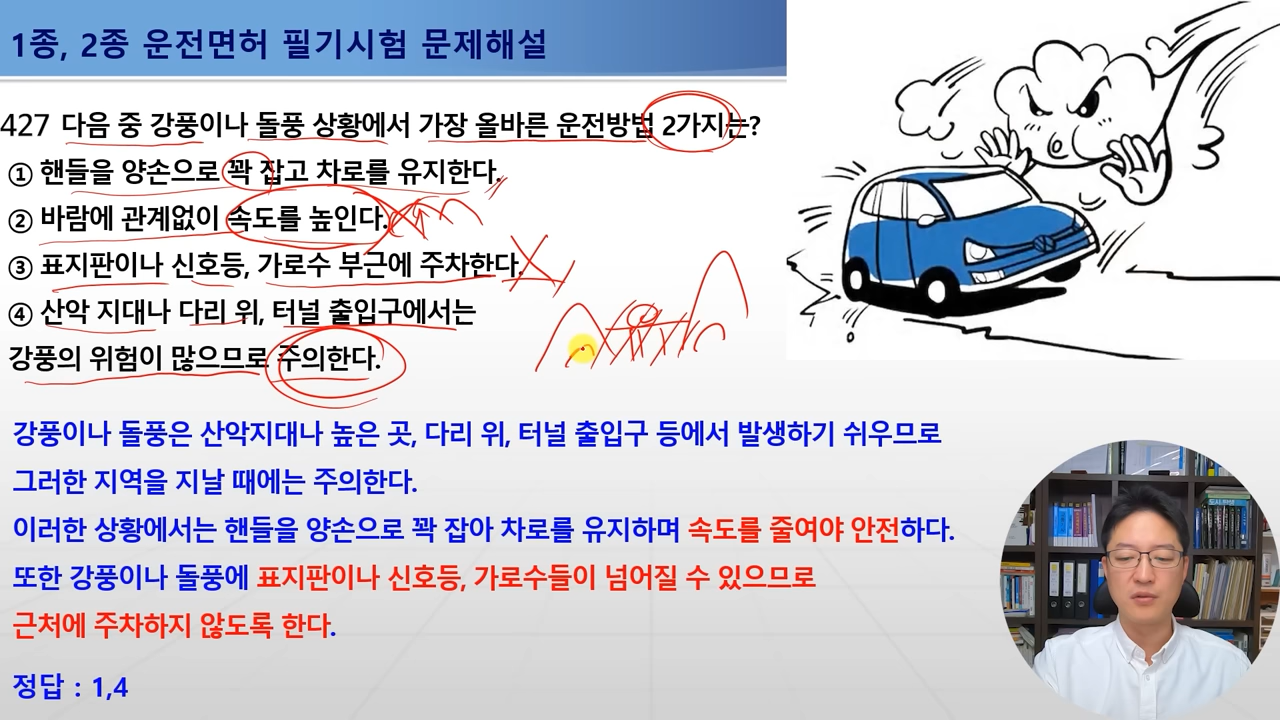 1종, 2종 운전면허 필기시험 문제해설
427 다음 중 강풍이나 돌풍 상황에서 가장 올바른 운전방법 2가지는?
① 핸들을 양손으로 꽉 잡고 차로를 유지한다.
② 바람에 관계없이 속도를 높인다.
③ 표지판이나 신호등, 가로수 부근에 주차한다.
④ 산악 지대나 다리 위, 터널 출입구에서는
강풍의 위험이 많으므로 주의한다.
강풍이나 돌풍은 산악지대나 높은 곳, 다리 위, 터널 출입구 등에서 발생하기 쉬우므로
그러한 지역을 지날 때에는 주의한다.
이러한 상황에서는 핸들을 양손으로 꽉 잡아 차로를 유지하며 속도를 줄여야 안전하다.
또한 강풍이나 돌풍에 표지판이나 신호등, 가로수들이 넘어질 수 있으므로
근처에 주차하지 않도록 한다.
정답 : 1,4